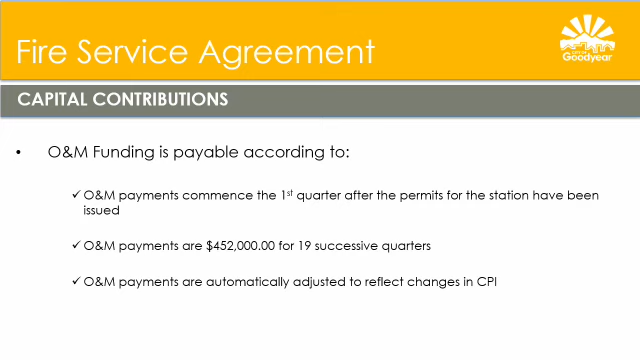 Fire Service Agreement
Goodyear
CAPITAL CONTRIBUTIONS
• O&M Funding is payable according to:
✓ O&M payments commence the 1st quarter after the permits for the station have been
issued
✓ O&M payments are $452,000.00 for 19 successive quarters
✓ O&M payments are automatically adjusted to reflect changes in CPI